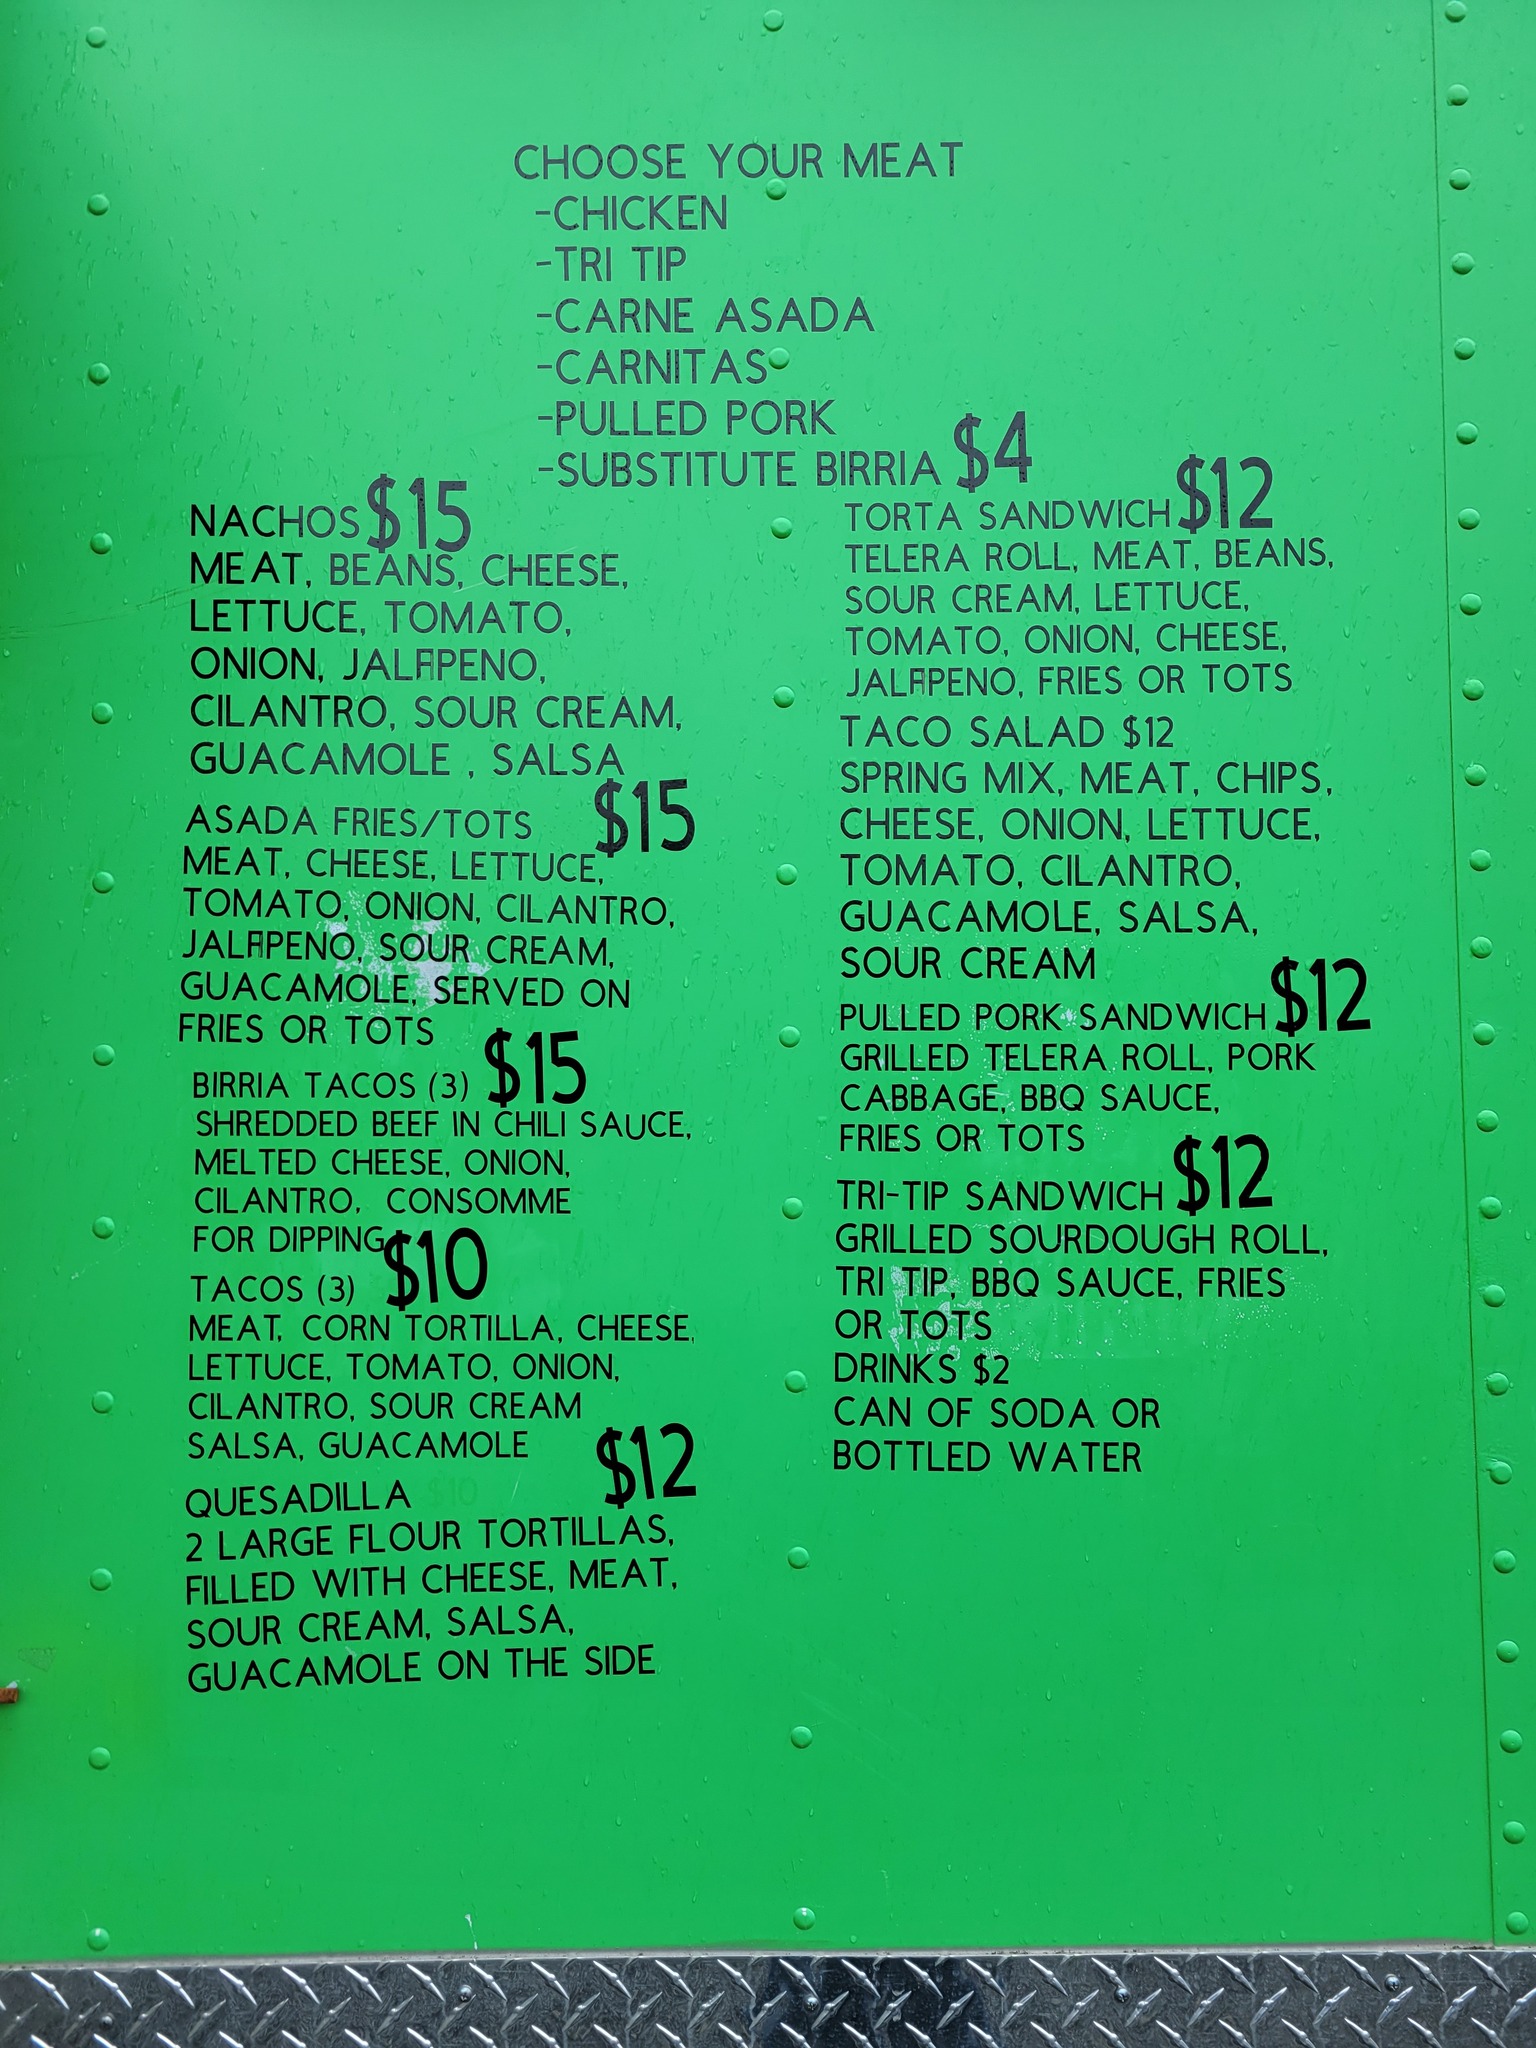 CHOOSE YOUR MEAT
-CHICKEN
-TRI TIP
-CARNE ASADA
-CARNITAS
-PULLED PORK
-SUBSTITUTE BIRRIA $4
NACHOS $15
MEAT, BEANS, CHEESE,
LETTUCE, TOMATO,
ONION, JALAPENO,
CILANTRO, SOUR CREAM,
GUACAMOLE , SALSA
ASADA FRIES/TOTS $15
MEAT, CHEESE, LETTUCE,
TOMATO, ONION, CILANTRO,
JALAPENO, SOUR CREAM,
GUACAMOLE, SERVED ON
FRIES OR TOTS
BIRRIA TACOS (3) $15
SHREDDED BEEF IN CHILI SAUCE,
MELTED CHEESE, ONION,
CILANTRO, CONSOMME
FOR DIPPING
TACOS (3) $10
MEAT, CORN TORTILLA, CHEESE,
LETTUCE, TOMATO, ONION,
CILANTRO, SOUR CREAM
SALSA, GUACAMOLE
QUESADILLA $10 $12
2 LARGE FLOUR TORTILLAS,
FILLED WITH CHEESE, MEAT,
SOUR CREAM, SALSA,
GUACAMOLE ON THE SIDE
TORTA SANDWICH $12
TELERA ROLL, MEAT, BEANS,
SOUR CREAM, LETTUCE,
TOMATO, ONION, CHEESE,
JALAPENO, FRIES OR TOTS
TACO SALAD $12
SPRING MIX, MEAT, CHIPS,
CHEESE, ONION, LETTUCE,
TOMATO, CILANTRO,
GUACAMOLE, SALSA,
SOUR CREAM
PULLED PORK SANDWICH $12
GRILLED TELERA ROLL, PORK
CABBAGE, BBQ SAUCE,
FRIES OR TOTS
TRI-TIP SANDWICH $12
GRILLED SOURDOUGH ROLL,
TRI TIP, BBQ SAUCE, FRIES
OR TOTS
DRINKS $2
CAN OF SODA OR
BOTTLED WATER